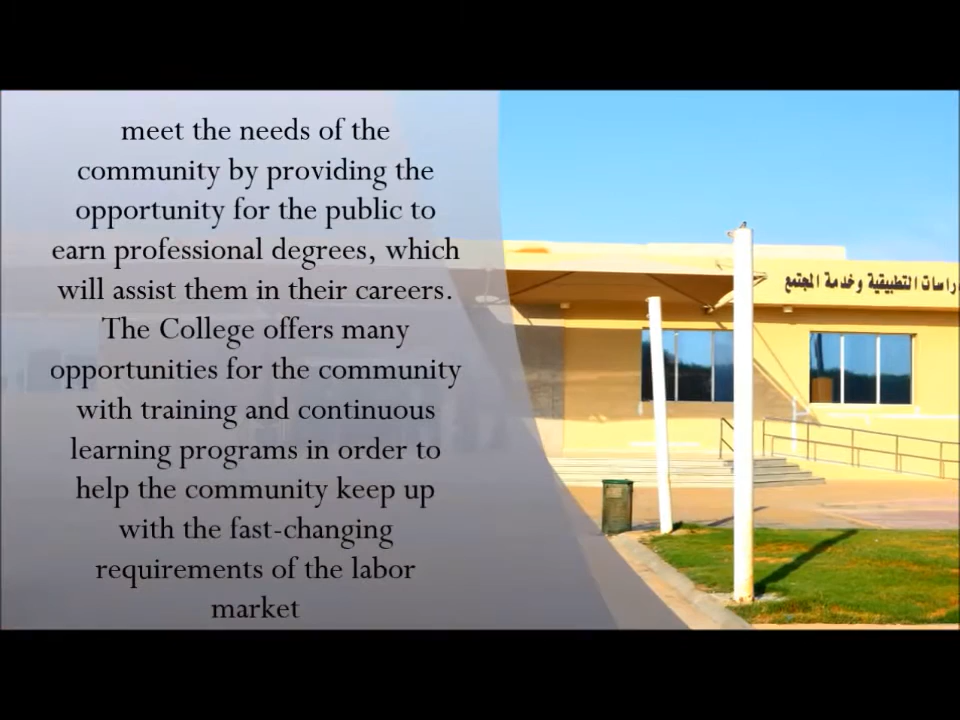 meet the needs of the
community by providing the
opportunity for the public to
earn professional degrees, which
will assist them in their careers.
The College offers many
opportunities for the community
with training and continuous
learning programs in order to
help the community keep up
with the fast-changing
requirements of the labor
market
التطبيقية وخدمة المجتمع